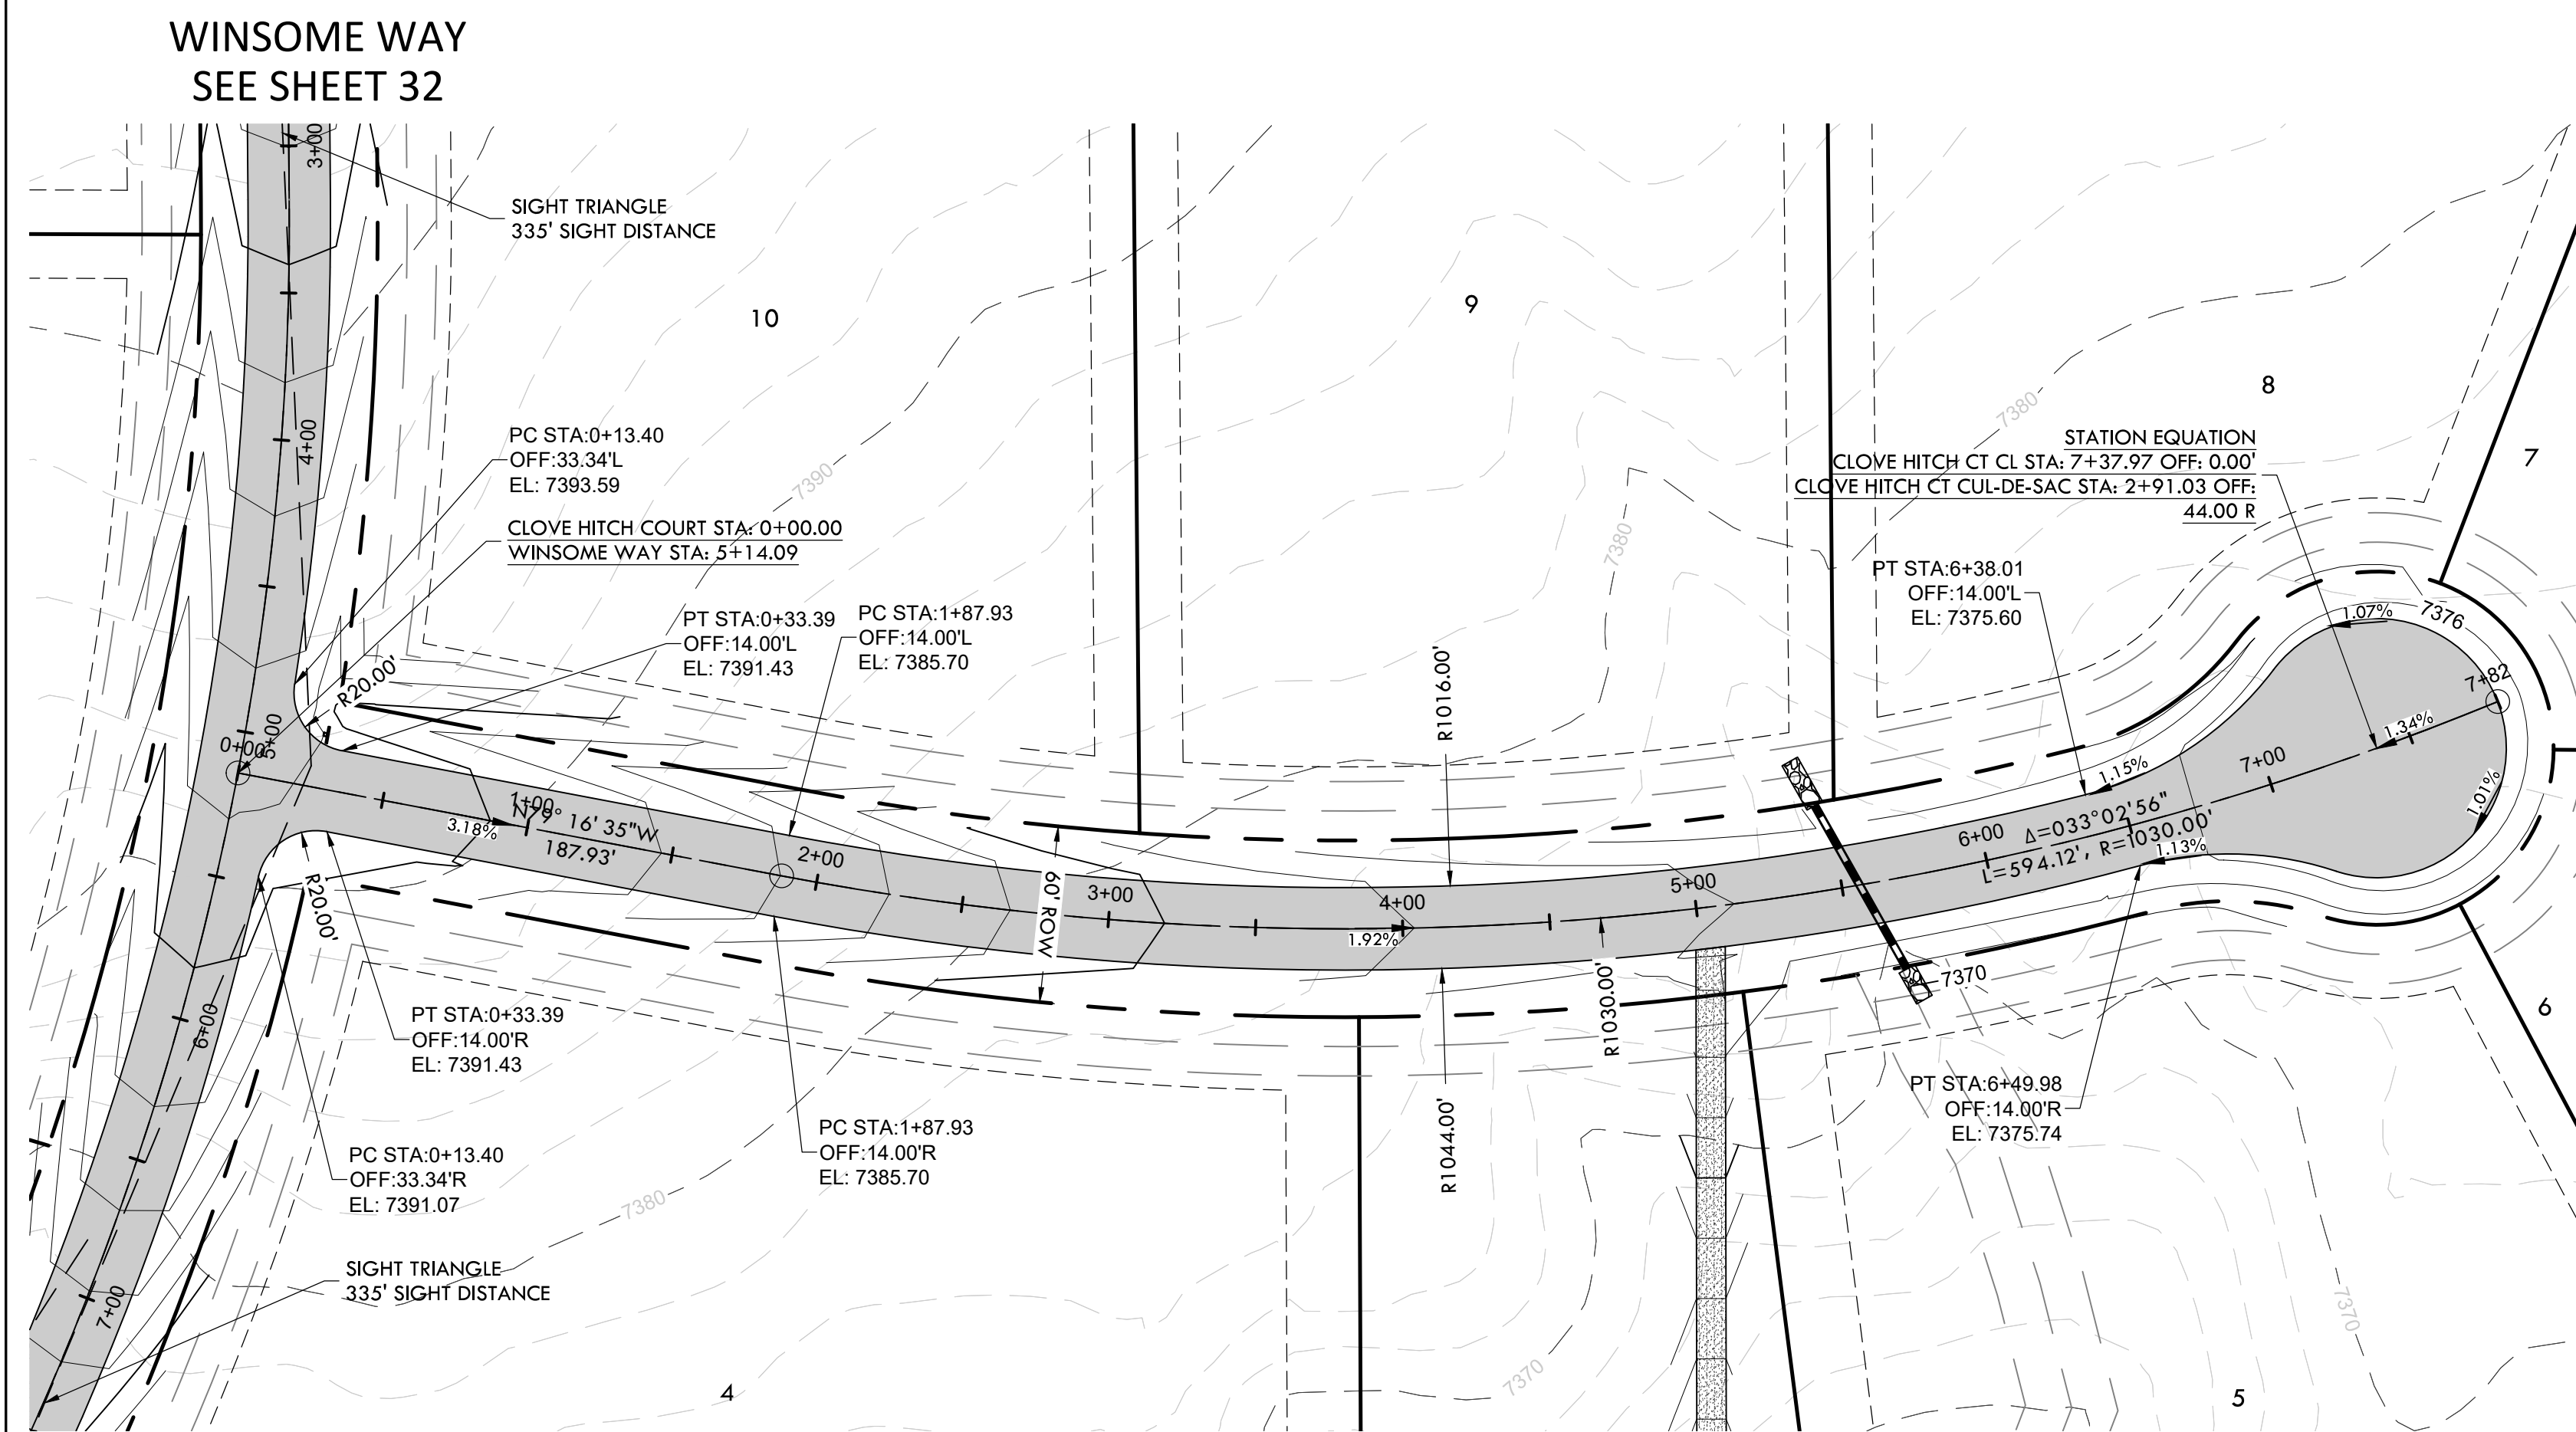 WINSOME WAY
SEE SHEET 32
3+00
SIGHT TRIANGLE
335' SIGHT DISTANCE
10
9
8
7
7380
7390
7380
4+00
PC STA:0+13.40
OFF:33.34'L
EL: 7393.59
CLOVE HITCH COURT STA: 0+00.00
WINSOME WAY STA: 5+14.09
STATION EQUATION
CLOVE HITCH CT CL STA: 7+37.97 OFF: 0.00'
CLOVE HITCH CT CUL-DE-SAC STA: 2+91.03 OFF:
44.00 R
PT STA:0+33.39
OFF:14.00'L
EL: 7391.43
PC STA:1+87.93
OFF:14.00'L
EL: 7385.70
PT STA:6+38.01
OFF:14.00'L
EL: 7375.60
1.07%
7376
R20.00'
R1016.00'
7+82
1.34%
0+00
5+00
1.15%
7+00
1.01%
1+00
N79° 16' 35"W
187.93'
3.18%
2+00
3+00
4+00
5+00
6+00
Δ=033°02'56"
L=594.12', R=1030.00'
1.13%
60' ROW
1.92%
R20.00'
R1030.00'
7370
6+00
PT STA:0+33.39
OFF:14.00'R
EL: 7391.43
6
PC STA:1+87.93
OFF:14.00'R
EL: 7385.70
R1044.00'
PT STA:6+49.98
OFF:14.00'R
EL: 7375.74
PC STA:0+13.40
OFF:33.34'R
EL: 7391.07
7380
SIGHT TRIANGLE
335' SIGHT DISTANCE
7+00
7370
7370
4
5